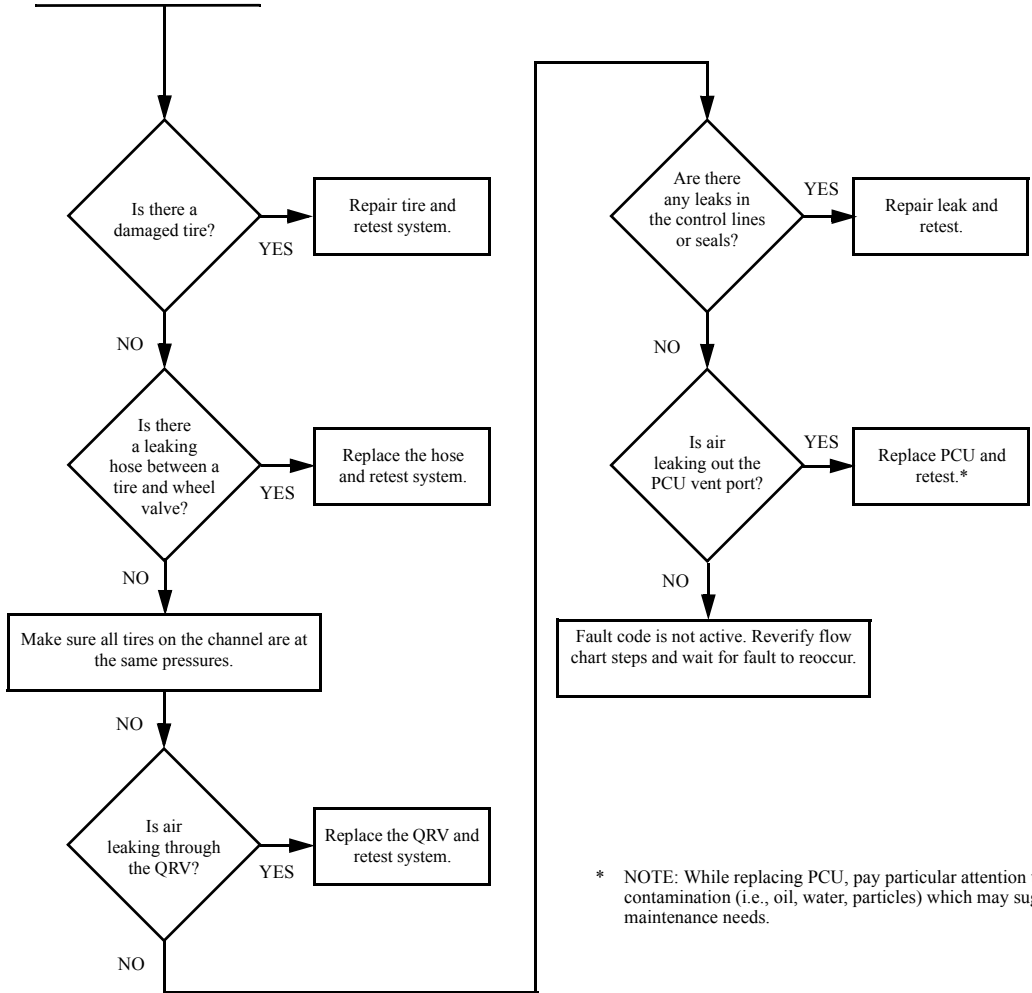 Is there a
damaged tire?
YES
Repair tire and
retest system.
NO
Is there
a leaking
hose between a
tire and wheel
valve?
YES
Replace the hose
and retest system.
NO
Make sure all tires on the channel are at
the same pressures.
NO
Is air
leaking through
the QRV?
YES
Replace the QRV and
retest system.
NO
Are there
any leaks in
the control lines
or seals?
YES
Repair leak and
retest.
NO
Is air
leaking out the
PCU vent port?
YES
Replace PCU and
retest.*
NO
Fault code is not active. Reverify flow
chart steps and wait for fault to reoccur.
* NOTE: While replacing PCU, pay particular attention
contamination (i.e., oil, water, particles) which may
maintenance needs.